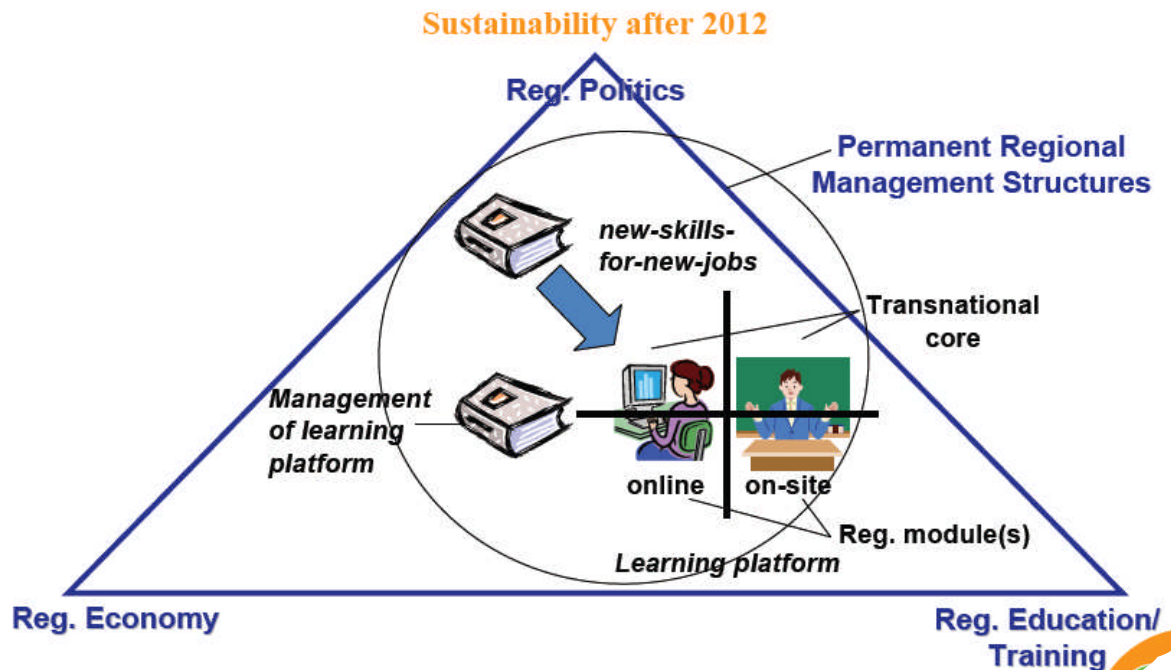 Sustainability after 2012
Reg. Politics
Permanent Regional
Management Structures
new-skills-
for-new-jobs
Transnational
core
Management
of learning
platform
online
on-site
Reg. module(s)
Learning platform
Reg. Economy
Reg. Education/
Training